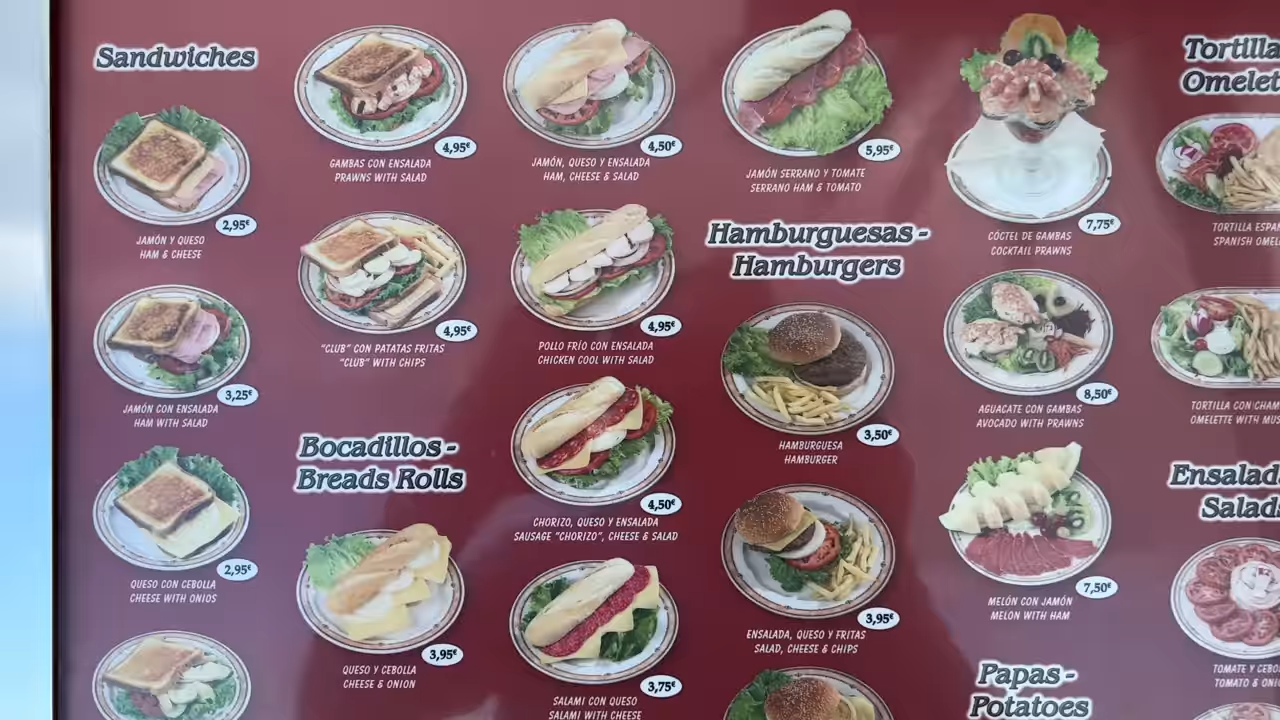 Sandwiches
2,95€
JAMÓN Y QUESO
HAM & CHEESE
3,25€
JAMÓN CON ENSALADA
HAM WITH SALAD
2,95€
QUESO CON CEBOLLA
CHEESE WITH ONIOS
4,95€
GAMBAS CON ENSALADA
PRAWNS WITH SALAD
4,95€
"CLUB" CON PATATAS FRITAS
"CLUB" WITH CHIPS
Bocadillos -
Breads Rolls
3,95€
QUESO Y CEBOLLA
CHEESE & ONION
4,50€
JAMÓN, QUESO Y ENSALADA
HAM, CHEESE & SALAD
4,95€
POLLO FRÍO CON ENSALADA
CHICKEN COOL WITH SALAD
4,50€
CHORIZO, QUESO Y ENSALADA
SAUSAGE "CHORIZO", CHEESE & SALAD
3,75€
SALAMI CON QUESO
SALAMI WITH CHEESE
5,95€
JAMÓN SERRANO Y TOMATE
SERRANO HAM & TOMATO
Hamburguesas -
Hamburgers
3,50€
HAMBURGUESA
HAMBURGER
3,95€
ENSALADA, QUESO Y FRITAS
SALAD, CHEESE & CHIPS
7,75€
CÓCTEL DE GAMBAS
COCKTAIL PRAWNS
8,50€
AGUACATE CON GAMBAS
AVOCADO WITH PRAWNS
7,50€
MELÓN CON JAMÓN
MELON WITH HAM
Papas -
Potatoes
Tortilla
Omelet
TORTILLA ESPAÑ
SPANISH OMEL
TORTILLA CON CHAM
OMELETTE WITH MUS
Ensalad
Salads
TOMATE Y CEBO
TOMATO & ONI